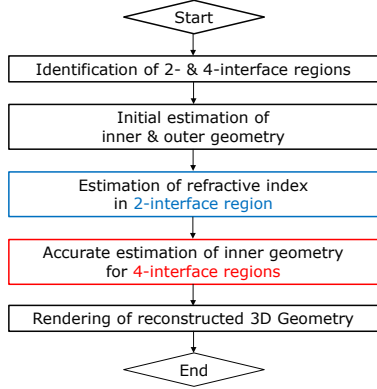 Start
Identification of 2- & 4-interface regions
Initial estimation of
inner & outer geometry
Estimation of refractive index
in 2-interface region
Accurate estimation of inner geometry
for 4-interface regions
Rendering of reconstructed 3D Geometry
End